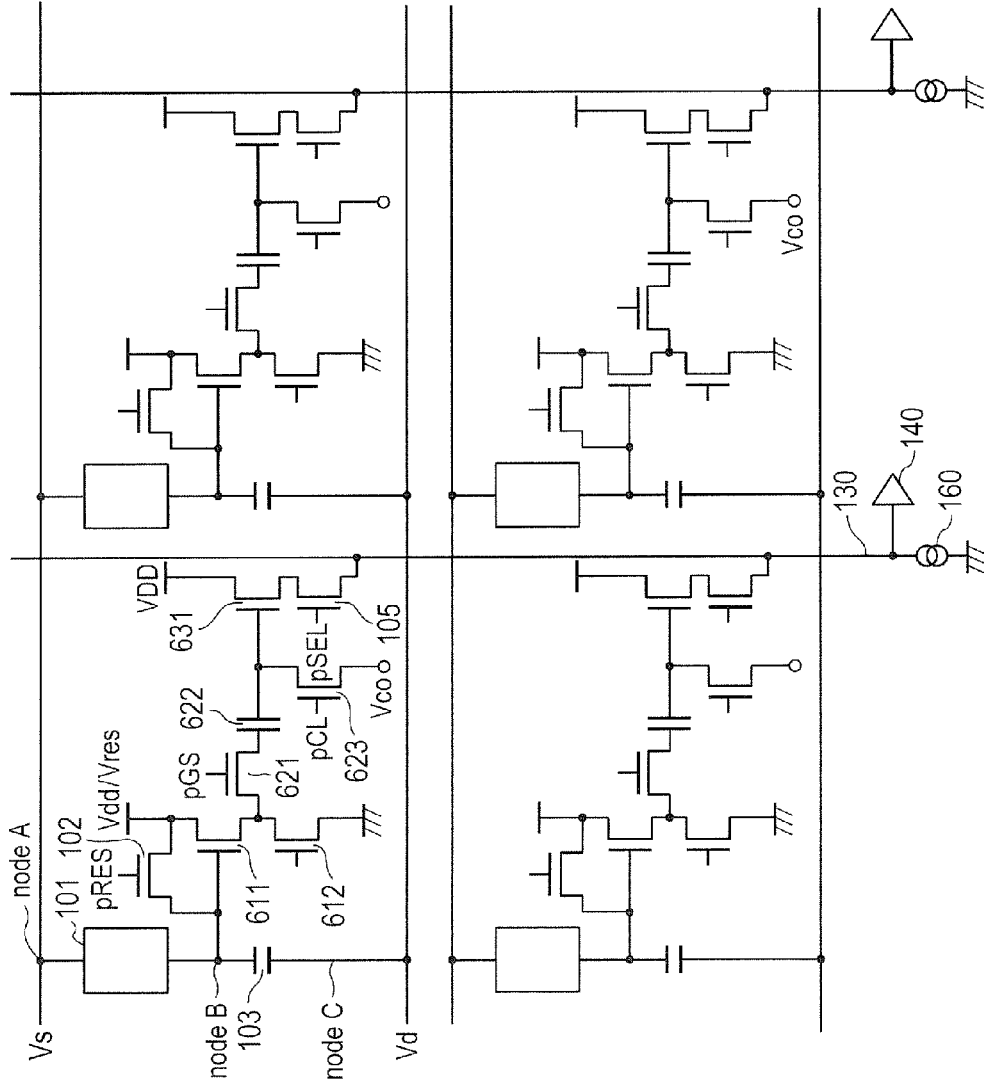 Vs
node A
101
pRES
102
Vdd/Vres
pGS
622
621
VDD
631
pSEL
105
pCL
Vco
623
611
612
node B
103
node C
Vd
Vco
130
140
160